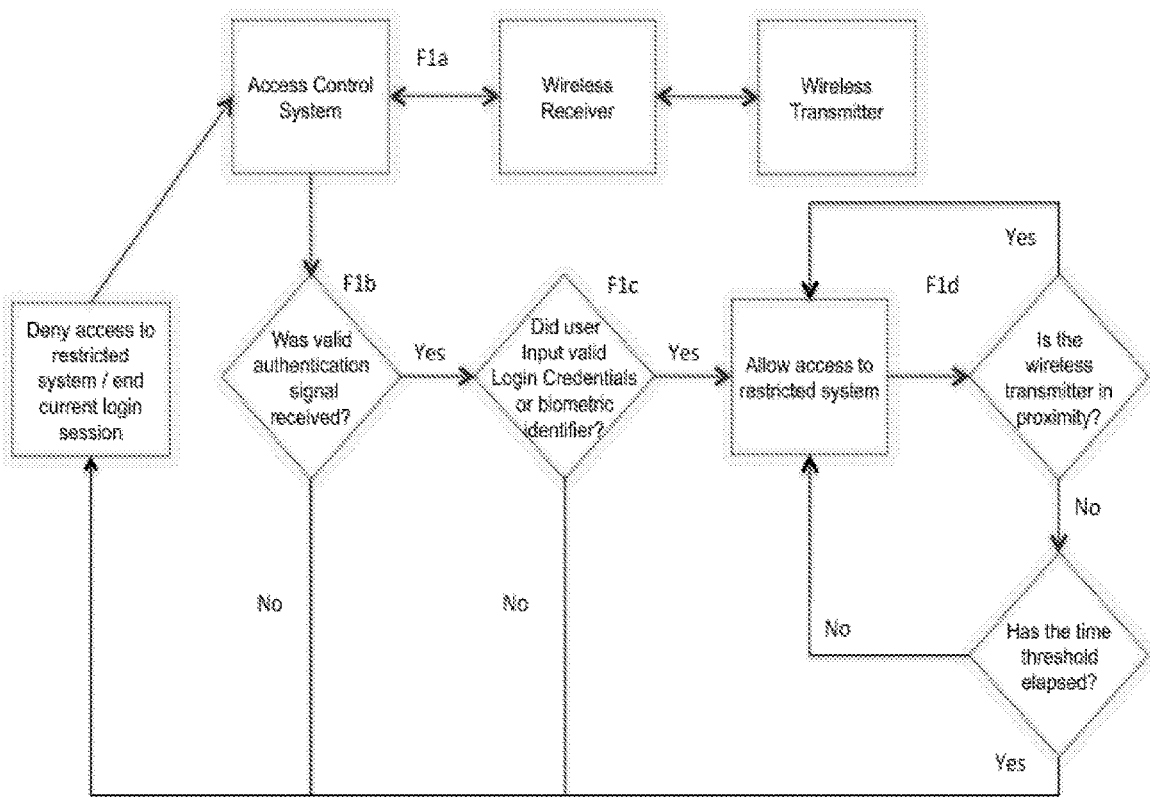 F1a
Access Control
System
Wireless
Receiver
Wireless
Transmitter
Yes
F1b
F1c
F1d
Deny access to
restricted
system / end
current login
session
Was valid
authentication
signal
received?
Yes
Did user
Input valid
Login Credentials
or biometric
identifier?
Yes
Allow access to
restricted system
Is the
wireless
transmitter in
proximity?
No
No
No
No
Has the time
threshold
elapsed?
Yes